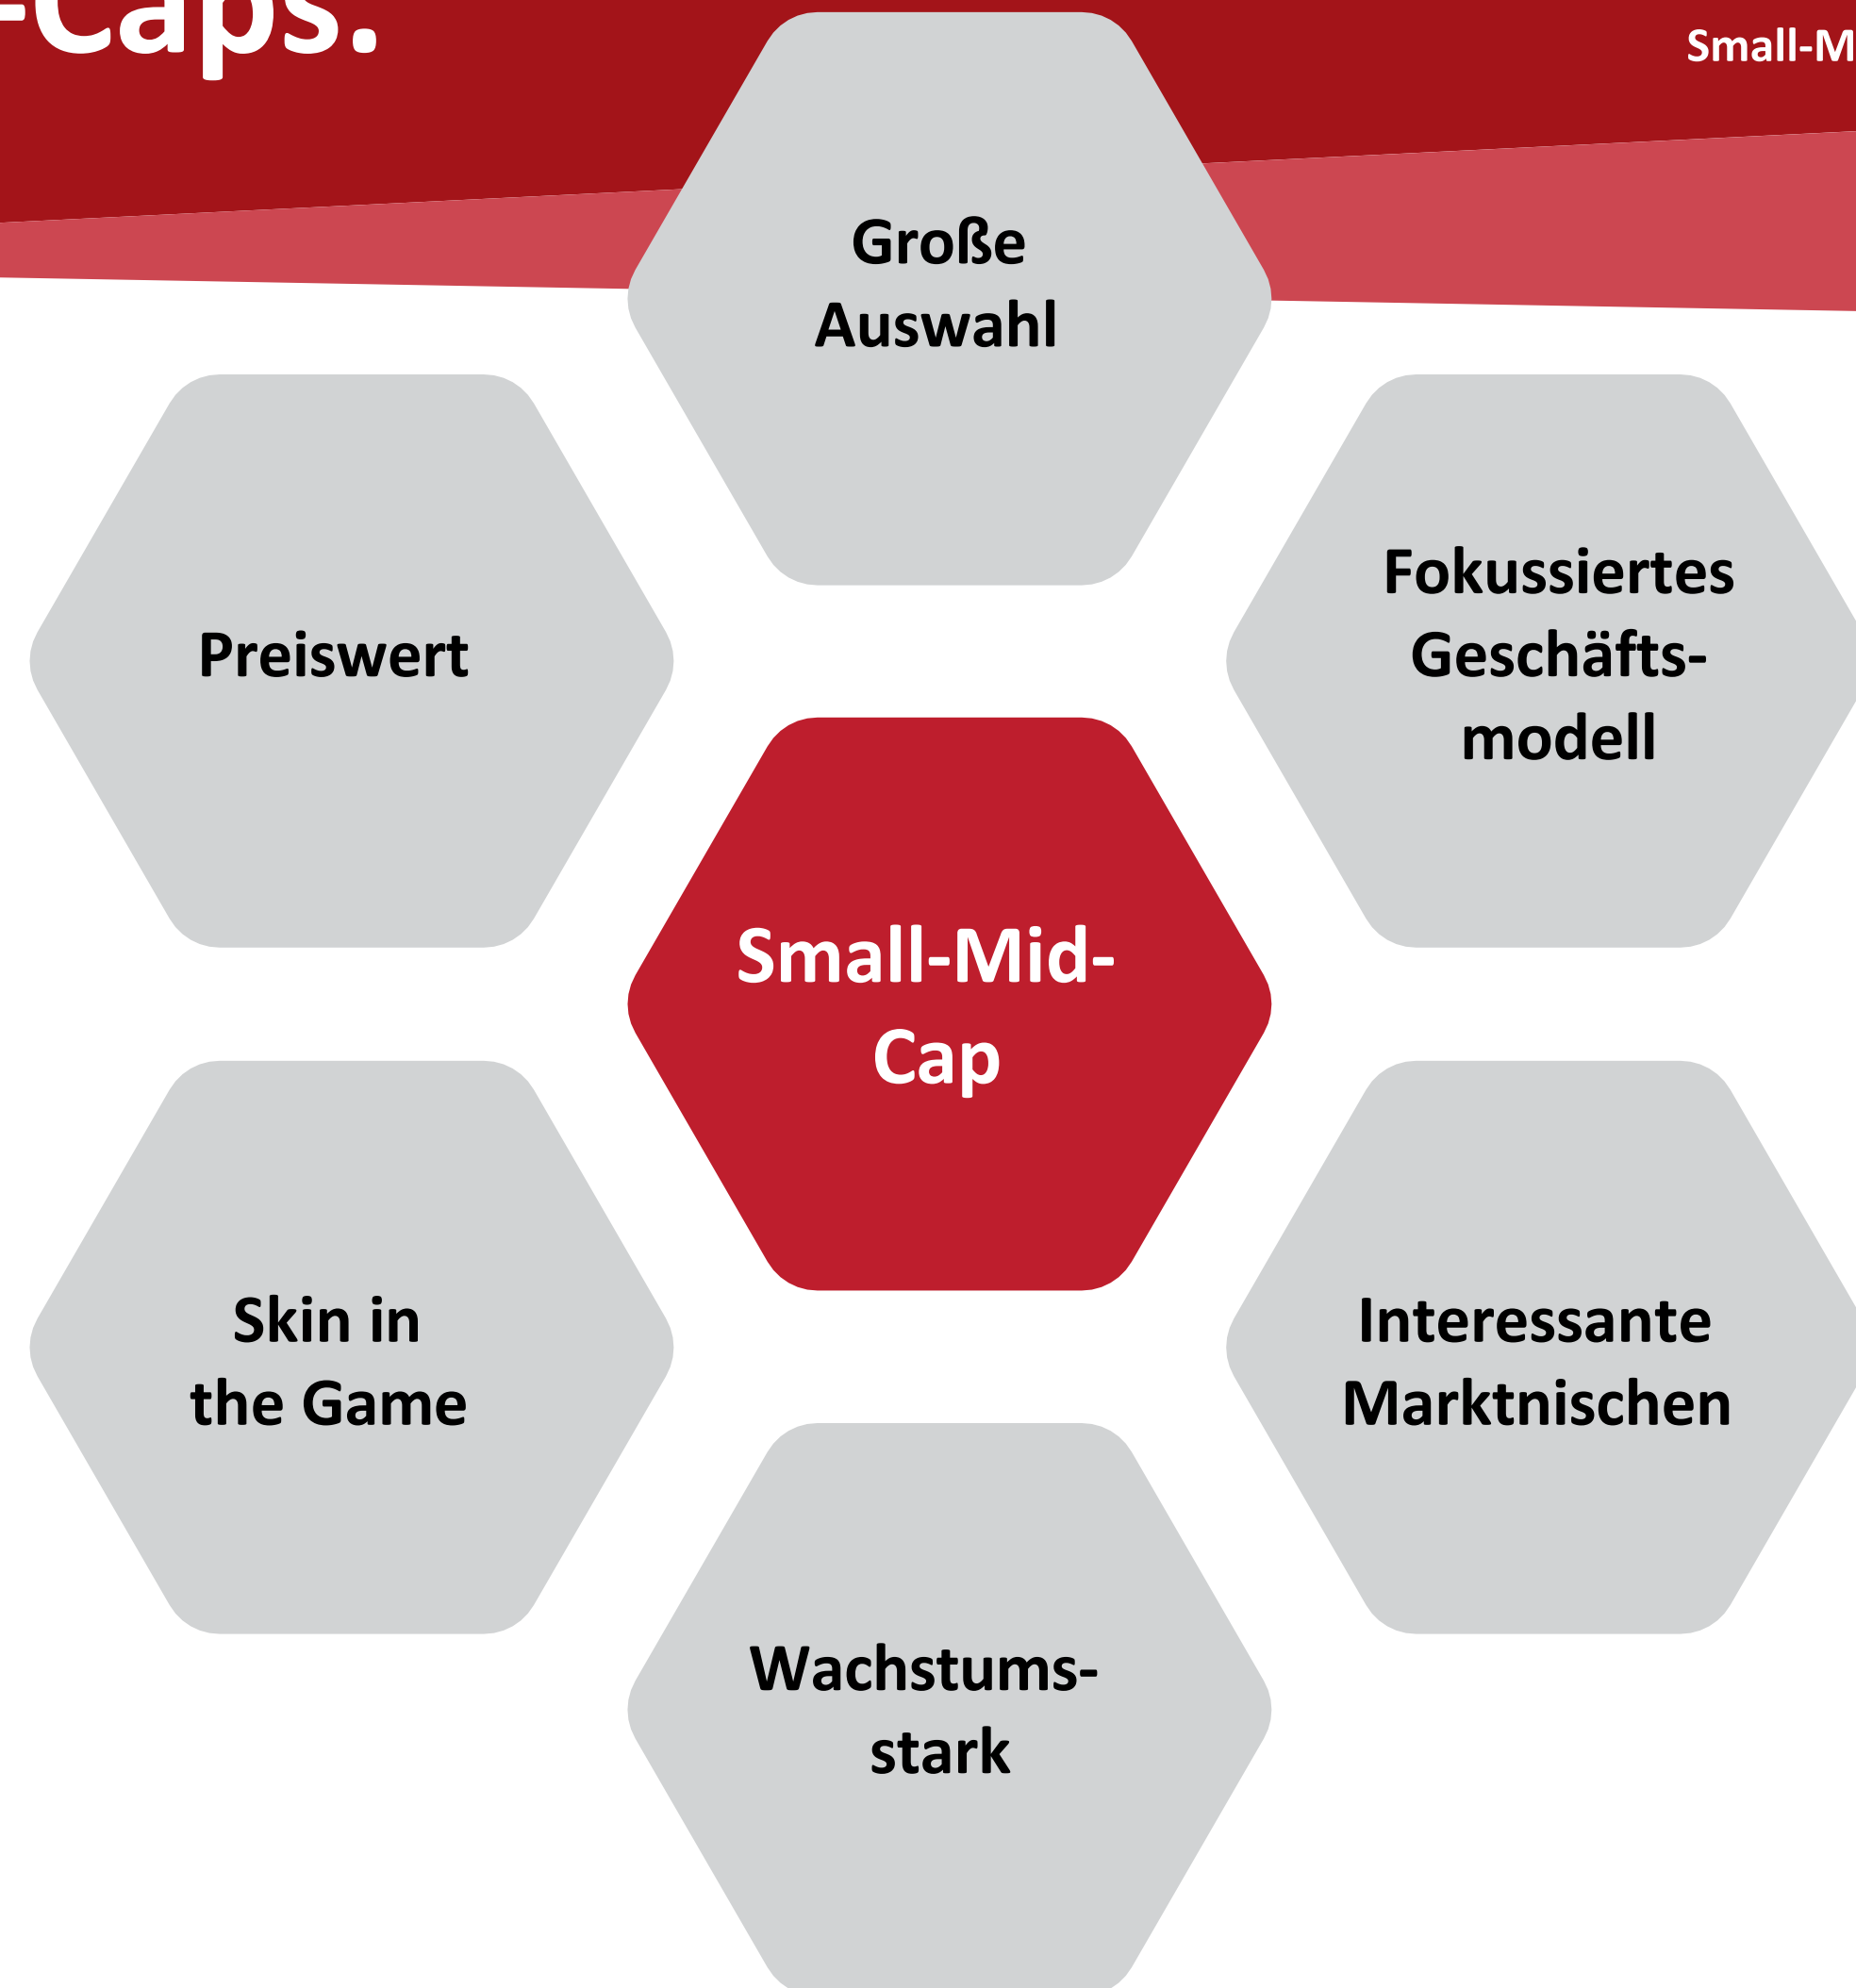 -Caps.
Small-M
Große
Auswahl
Preiswert
Fokussiertes
Geschäfts-
modell
Small-Mid-
Cap
Skin in
the Game
Interessante
Marktnischen
Wachstums-
stark